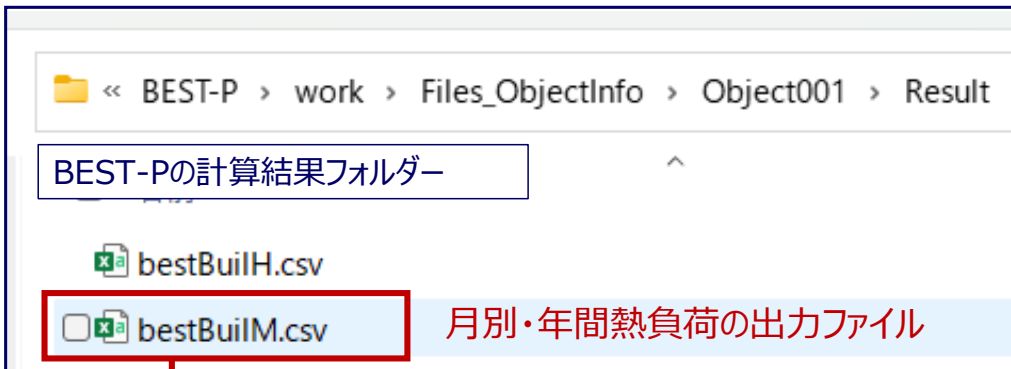 « BEST-P › work › Files_ObjectInfo › Object001 › Result
BEST-Pの計算結果フォルダー
bestBuilH.csv
bestBuilM.csv 月別・年間熱負荷の出力ファイル